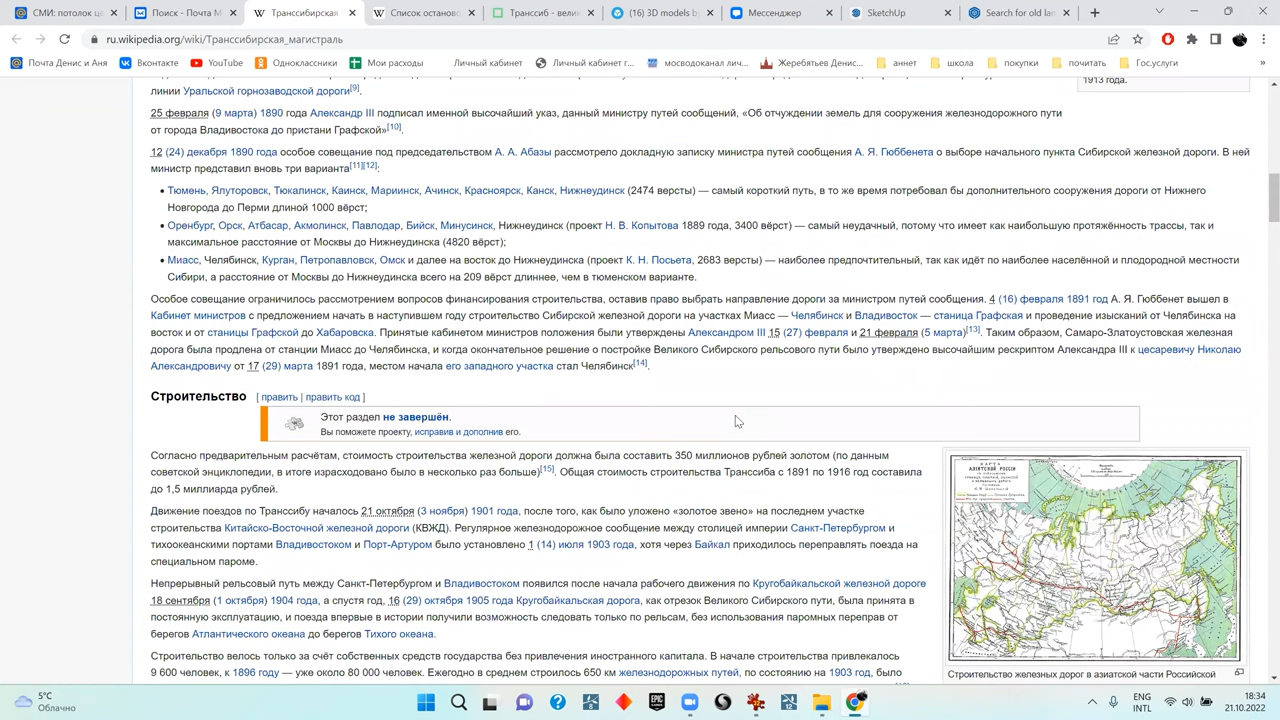 СМИ: потолок це
Поиск - Почта M
Транссибирская
Список останово
Транссиб - вели
(16) 3D models b
Мессенджер
SketchUp
Search for old lan
ru.wikipedia.org/wiki/Транссибирская_магистраль
Почта Денис и Аня
Вконтакте
YouTube
Одноклассники
Мои расходы
Личный кабинет
Личный кабинет г...
мосводоканал лич...
Жеребятьев Денис...
аннет
школа
покупки
почитать
Гос.услуги
»
1913 года.
линии Уральской горнозаводской дороги[9].
25 февраля (9 марта) 1890 года Александр III подписал именной высочайший указ, данный министру путей сообщений, «Об отчуждении земель для сооружения железнодорожного пути
от города Владивостока до пристани Графской»[10].
12 (24) декабря 1890 года особое совещание под председательством А. А. Абазы рассмотрело докладную записку министра путей сообщения А. Я. Гюббенета о выборе начального пункта Сибирской железной дороги. В ней
министр представил вновь три варианта[11][12]:
• Тюмень, Ялуторовск, Тюкалинск, Каинск, Мариинск, Ачинск, Красноярск, Канск, Нижнеудинск (2474 версты) — самый короткий путь, в то же время потребовал бы дополнительного сооружения дороги от Нижнего
Новгорода до Перми длиной 1000 вёрст;
• Оренбург, Орск, Атбасар, Акмолинск, Павлодар, Бийск, Минусинск, Нижнеудинск (проект Н. В. Копытова 1889 года, 3400 вёрст) — самый неудачный, потому что имеет как наибольшую протяжённость трассы, так и
максимальное расстояние от Москвы до Нижнеудинска (4820 вёрст);
• Миасс, Челябинск, Курган, Петропавловск, Омск и далее на восток до Нижнеудинска (проект К. Н. Посьета, 2683 версты) — наиболее предпочтительный, так как идёт по наиболее населённой и плодородной местности
Сибири, а расстояние от Москвы до Нижнеудинска всего на 209 вёрст длиннее, чем в тюменском варианте.
Особое совещание ограничилось рассмотрением вопросов финансирования строительства, оставив право выбрать направление дороги за министром путей сообщения. 4 (16) февраля 1891 год А. Я. Гюббенет вышел в
Кабинет министров с предложением начать в наступившем году строительство Сибирской железной дороги на участках Миасс — Челябинск и Владивосток — станица Графская и проведение изысканий от Челябинска на
восток и от станицы Графской до Хабаровска. Принятые кабинетом министров положения были утверждены Александром III 15 (27) февраля и 21 февраля (5 марта)[13]. Таким образом, Самаро-Златоустовская железная
дорога была продлена от станции Миасс до Челябинска, и когда окончательное решение о постройке Великого Сибирского рельсового пути было утверждено высочайшим рескриптом Александра III к цесаревичу Николаю
Александровичу от 17 (29) марта 1891 года, местом начала его западного участка стал Челябинск[14].
Строительство [ править | править код ]
Этот раздел не завершён.
Вы поможете проекту, исправив и дополнив его.
Согласно предварительным расчётам, стоимость строительства железной дороги должна была составить 350 миллионов рублей золотом (по данным
советской энциклопедии, в итоге израсходовано было в несколько раз больше)[15]. Общая стоимость строительства Транссиба с 1891 по 1916 год составила
до 1,5 миллиарда рублей.
Движение поездов по Транссибу началось 21 октября (3 ноября) 1901 года, после того, как было уложено «золотое звено» на последнем участке
строительства Китайско-Восточной железной дороги (КВЖД). Регулярное железнодорожное сообщение между столицей империи Санкт-Петербургом и
тихоокеанскими портами Владивостоком и Порт-Артуром было установлено 1 (14) июля 1903 года, хотя через Байкал приходилось переправлять поезда на
специальном пароме.
Непрерывный рельсовый путь между Санкт-Петербургом и Владивостоком появился после начала рабочего движения по Кругобайкальской железной дороге
18 сентября (1 октября) 1904 года, а спустя год, 16 (29) октября 1905 года Кругобайкальская дорога, как отрезок Великого Сибирского пути, была принята в
постоянную эксплуатацию, и поезда впервые в истории получили возможность следовать только по рельсам, без использования паромных переправ от
берегов Атлантического океана до берегов Тихого океана.
Строительство велось только за счёт собственных средств государства без привлечения иностранного капитала. В начале строительства привлекалось
9 600 человек, к 1896 году — уже около 80 000 человек. Ежегодно в среднем строилось 650 км железнодорожных путей, по состоянию на 1903 год, было
КАРТА
АЗИАТСКОЙ РОССІИ
Строительство железных дорог в азиатской части Российской
5°C
Облачно
EPIC
GAMES
8
12
ENG
INTL
18:34
21.10.2022